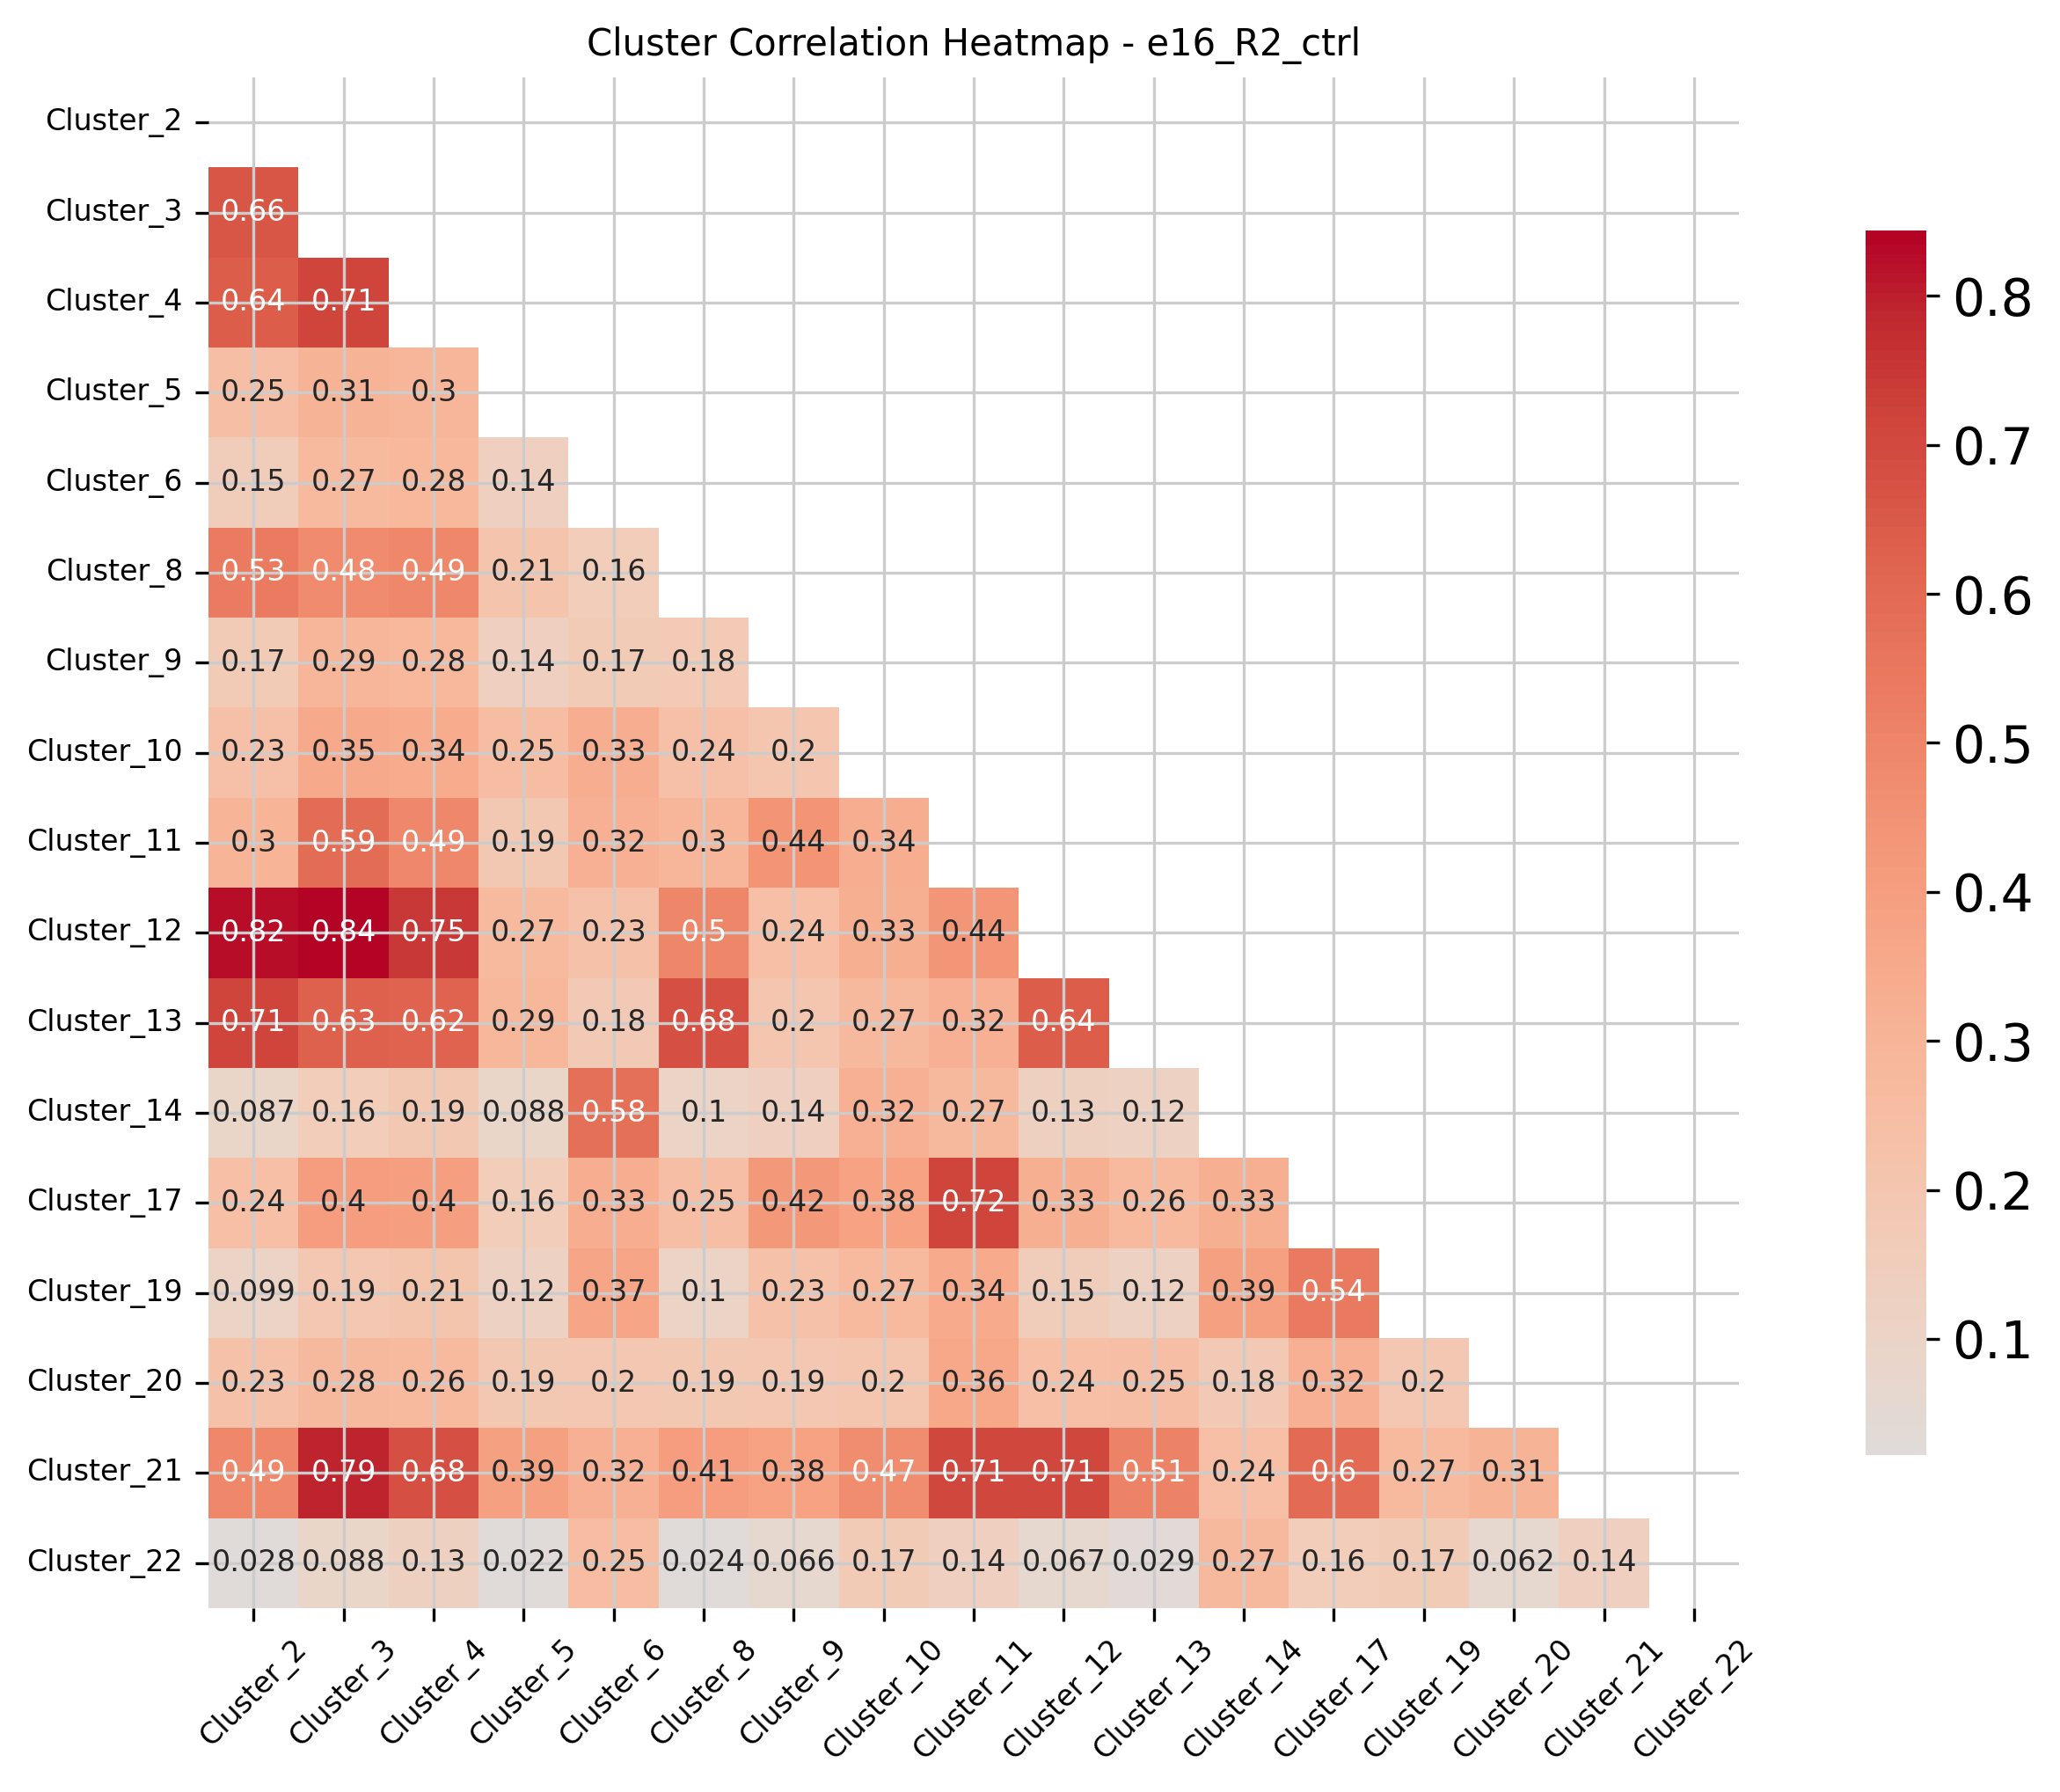 Cluster Correlation Heatmap - e16_R2_ctrl
Cluster_2
Cluster_3 0.66
Cluster_4 0.64 0.71
Cluster_5 0.25 0.31 0.3
Cluster_6 0.15 0.27 0.28 0.14
Cluster_8 0.53 0.48 0.49 0.21 0.16
Cluster_9 0.17 0.29 0.28 0.14 0.17 0.18
Cluster_10 0.23 0.35 0.34 0.25 0.33 0.24 0.2
Cluster_11 0.3 0.59 0.49 0.19 0.32 0.3 0.44 0.34
Cluster_12 0.82 0.84 0.75 0.27 0.23 0.5 0.24 0.33 0.44
Cluster_13 0.71 0.63 0.62 0.29 0.18 0.68 0.2 0.27 0.32 0.64
Cluster_14 0.087 0.16 0.19 0.088 0.58 0.1 0.14 0.32 0.27 0.13 0.12
Cluster_17 0.24 0.4 0.4 0.16 0.33 0.25 0.42 0.38 0.72 0.33 0.26 0.33
Cluster_19 0.099 0.19 0.21 0.12 0.37 0.1 0.23 0.27 0.34 0.15 0.12 0.39 0.54
Cluster_20 0.23 0.28 0.26 0.19 0.2 0.19 0.19 0.2 0.36 0.24 0.25 0.18 0.32 0.2
Cluster_21 0.49 0.79 0.68 0.39 0.32 0.41 0.38 0.47 0.71 0.71 0.51 0.24 0.6 0.27 0.31
Cluster_22 0.028 0.088 0.13 0.022 0.25 0.024 0.066 0.17 0.14 0.067 0.029 0.27 0.16 0.17 0.062 0.14
Cluster_2 Cluster_3 Cluster_4 Cluster_5 Cluster_6 Cluster_8 Cluster_9 Cluster_10 Cluster_11 Cluster_12 Cluster_13 Cluster_14 Cluster_17 Cluster_19 Cluster_20 Cluster_21 Cluster_22
0.8
0.7
0.6
0.5
0.4
0.3
0.2
0.1